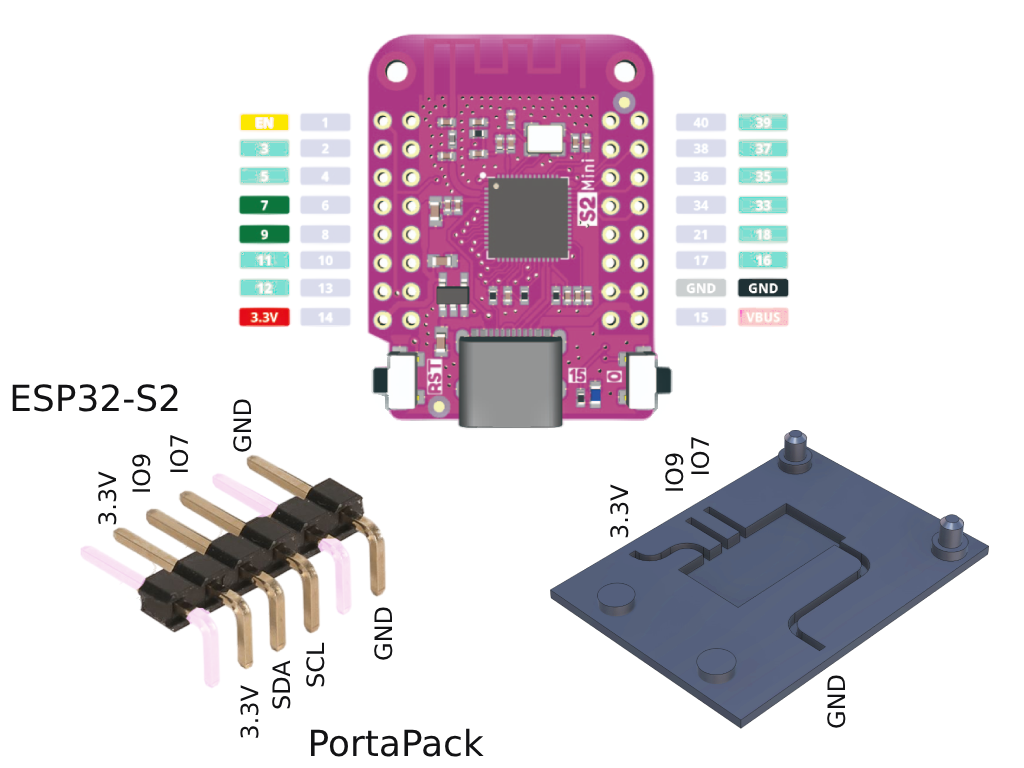 EN 1 40 39
3 2 38 37
5 4 36 35
7 6 34 33
9 8 21 18
11 10 17 16
12 13 GND GND
3.3V 14 15 VBUS
S2 Mini
RST
15
0
ESP32-S2
3.3V IO9 IO7 GND
3.3V SDA SCL GND
PortaPack
3.3V IO9 IO7
GND